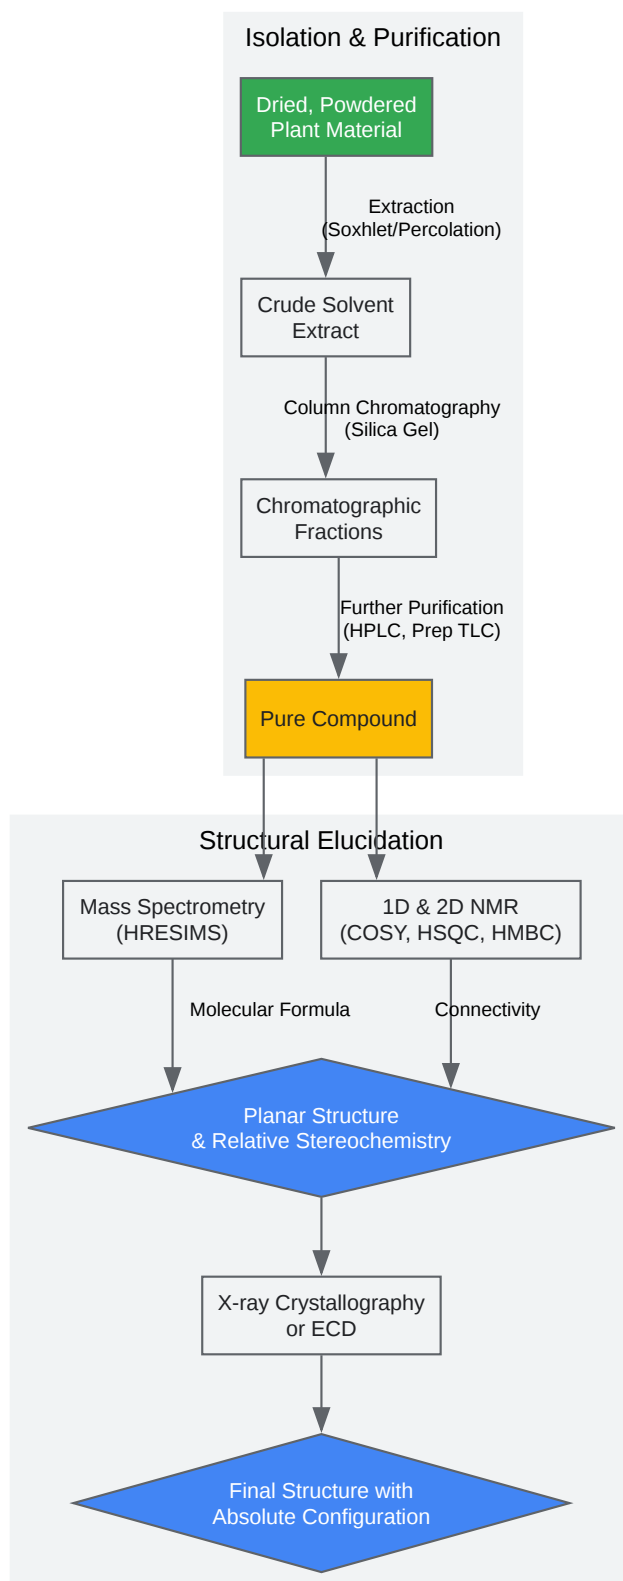 Isolation & Purification
Dried, Powdered
Plant Material
Extraction
(Soxhlet/Percolation)
Crude Solvent
Extract
Column Chromatography
(Silica Gel)
Chromatographic
Fractions
Further Purification
(HPLC, Prep TLC)
Pure Compound
Structural Elucidation
Mass Spectrometry
(HRESIMS)
1D & 2D NMR
(COSY, HSQC, HMBC)
Molecular Formula
Connectivity
Planar Structure
& Relative Stereochemistry
X-ray Crystallography
or ECD
Final Structure with
Absolute Configuration